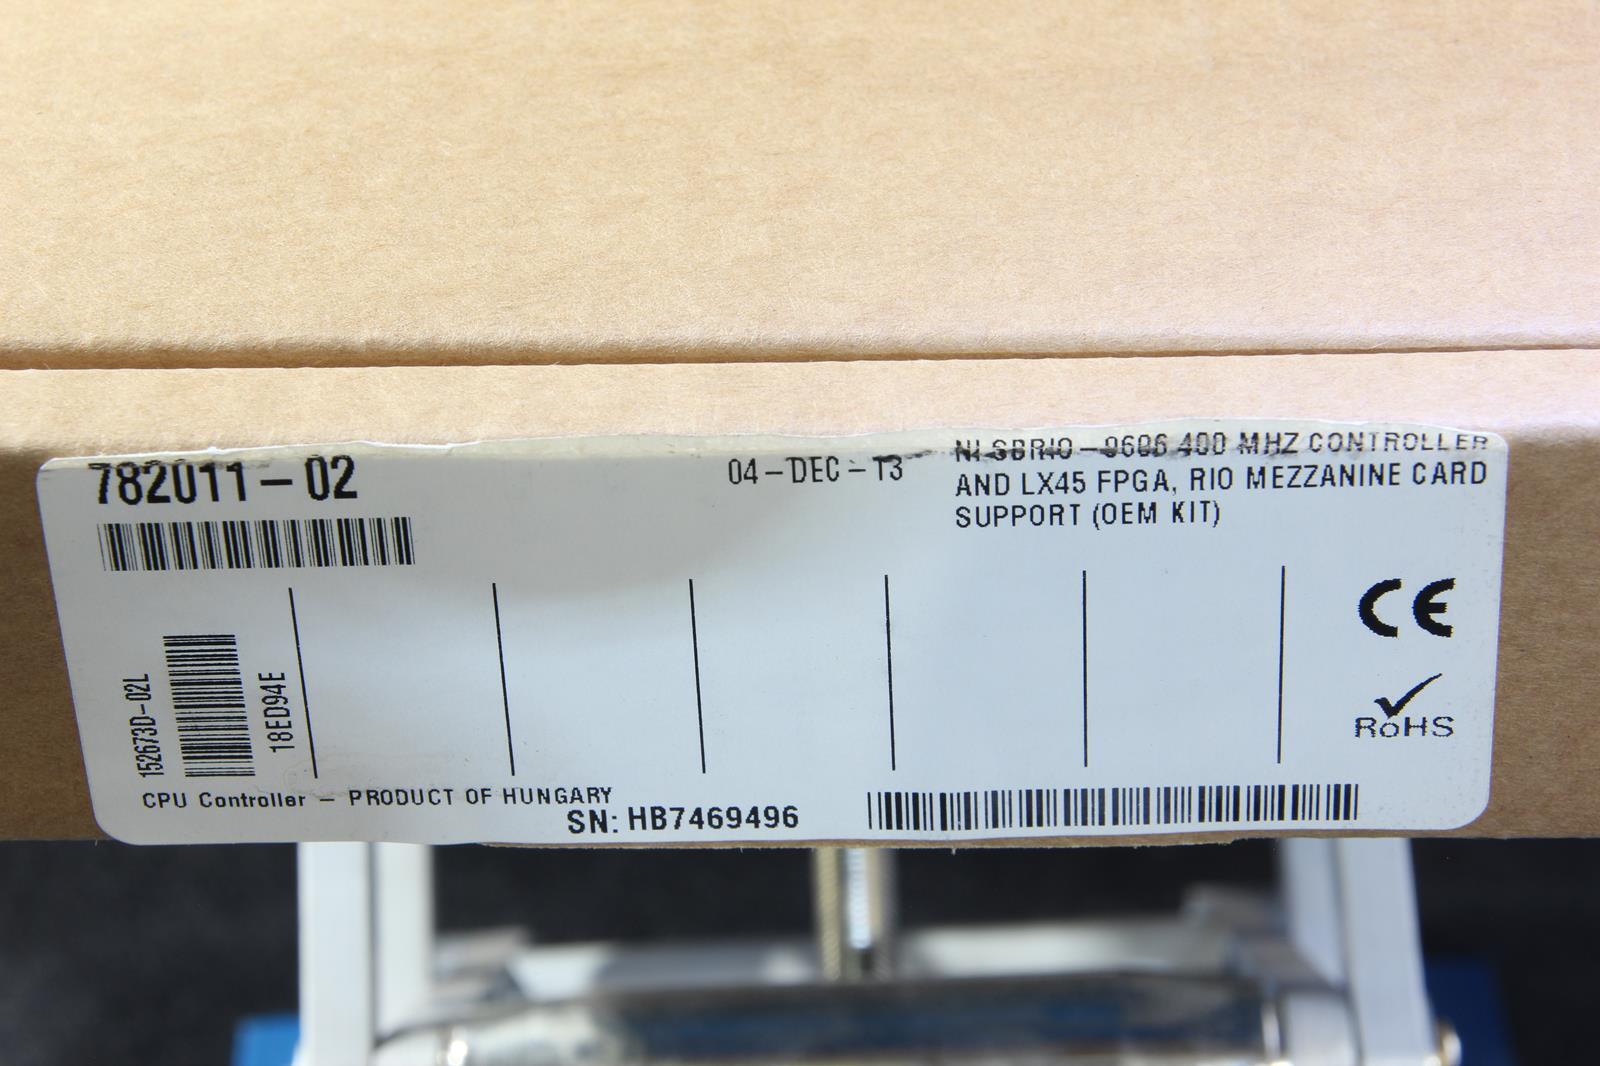 782011-02
04-DEC-13
NI SBRIO-9606 400 MHZ CONTROLLER
AND LX45 FPGA, RIO MEZZANINE CARD
SUPPORT (OEM KIT)
152673D-02L
18ED94E
CE
RoHS
CPU Controller - PRODUCT OF HUNGARY
SN: HB7469496